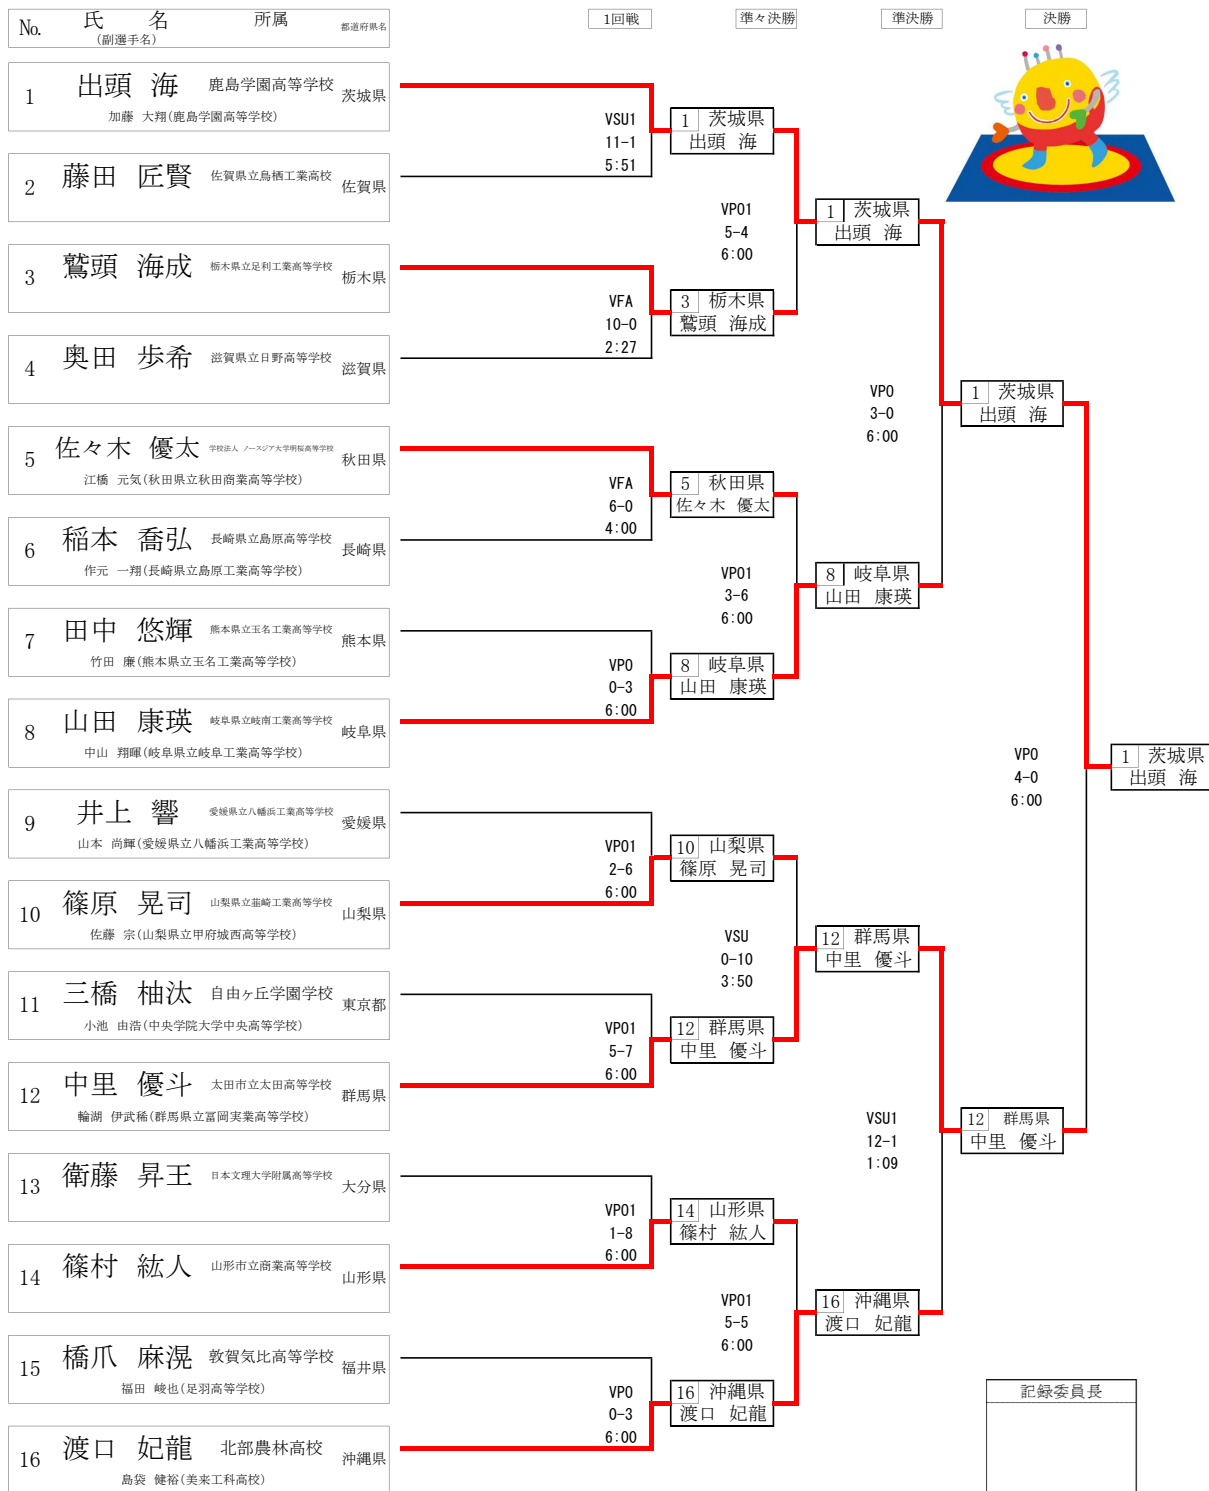 No. 氏 名 所属 都道府県名 1回戦 準々決勝 準決勝 決勝
(副選手名)
1 出頭 海 鹿島学園高等学校 茨城県
加藤 大翔(鹿島学園高等学校)
2 藤田 匠賢 佐賀県立鳥栖工業高校 佐賀県
3 鷲頭 海成 栃木県立足利工業高等学校 栃木県
4 奥田 歩希 滋賀県立日野高等学校 滋賀県
5 佐々木 優太 学校法人 ノースジア大学明桜高等学校 秋田県
江橋 元気(秋田県立秋田商業高等学校)
6 稲本 喬弘 長崎県立島原高等学校 長崎県
作元 一翔(長崎県立島原工業高等学校)
7 田中 悠輝 熊本県立玉名工業高等学校 熊本県
竹田 廉(熊本県立玉名工業高等学校)
8 山田 康瑛 岐阜県立岐南工業高等学校 岐阜県
中山 翔暉(岐阜県立岐阜工業高等学校)
9 井上 響 愛媛県立八幡浜工業高等学校 愛媛県
山本 尚輝(愛媛県立八幡浜工業高等学校)
10 篠原 晃司 山梨県立韮崎工業高等学校 山梨県
佐藤 宗(山梨県立甲府城西高等学校)
11 三橋 柚汰 自由ヶ丘学園学校 東京都
小池 由浩(中央学院大学中央高等学校)
12 中里 優斗 太田市立太田高等学校 群馬県
輪湖 伊武稀(群馬県立富岡実業高等学校)
13 衛藤 昇王 日本文理大学附属高等学校 大分県
14 篠村 紘人 山形市立商業高等学校 山形県
15 橋爪 麻滉 敦賀気比高等学校 福井県
福田 峻也(足羽高等学校)
16 渡口 妃龍 北部農林高校 沖縄県
島袋 健裕(美来工科高校)
VSU1
11-1
5:51
VFA
10-0
2:27
VFA
6-0
4:00
VPO
0-3
6:00
VPO1
2-6
6:00
VPO1
5-7
6:00
VPO1
1-8
6:00
VPO
0-3
6:00
1 茨城県
出頭 海
3 栃木県
鷲頭 海成
5 秋田県
佐々木 優太
8 岐阜県
山田 康瑛
10 山梨県
篠原 晃司
12 群馬県
中里 優斗
14 山形県
篠村 紘人
16 沖縄県
渡口 妃龍
VPO1
5-4
6:00
VPO1
3-6
6:00
VSU
0-10
3:50
VPO1
5-5
6:00
1 茨城県
出頭 海
8 岐阜県
山田 康瑛
12 群馬県
中里 優斗
16 沖縄県
渡口 妃龍
VPO
3-0
6:00
VSU1
12-1
1:09
1 茨城県
出頭 海
12 群馬県
中里 優斗
VPO
4-0
6:00
1 茨城県
出頭 海
記録委員長